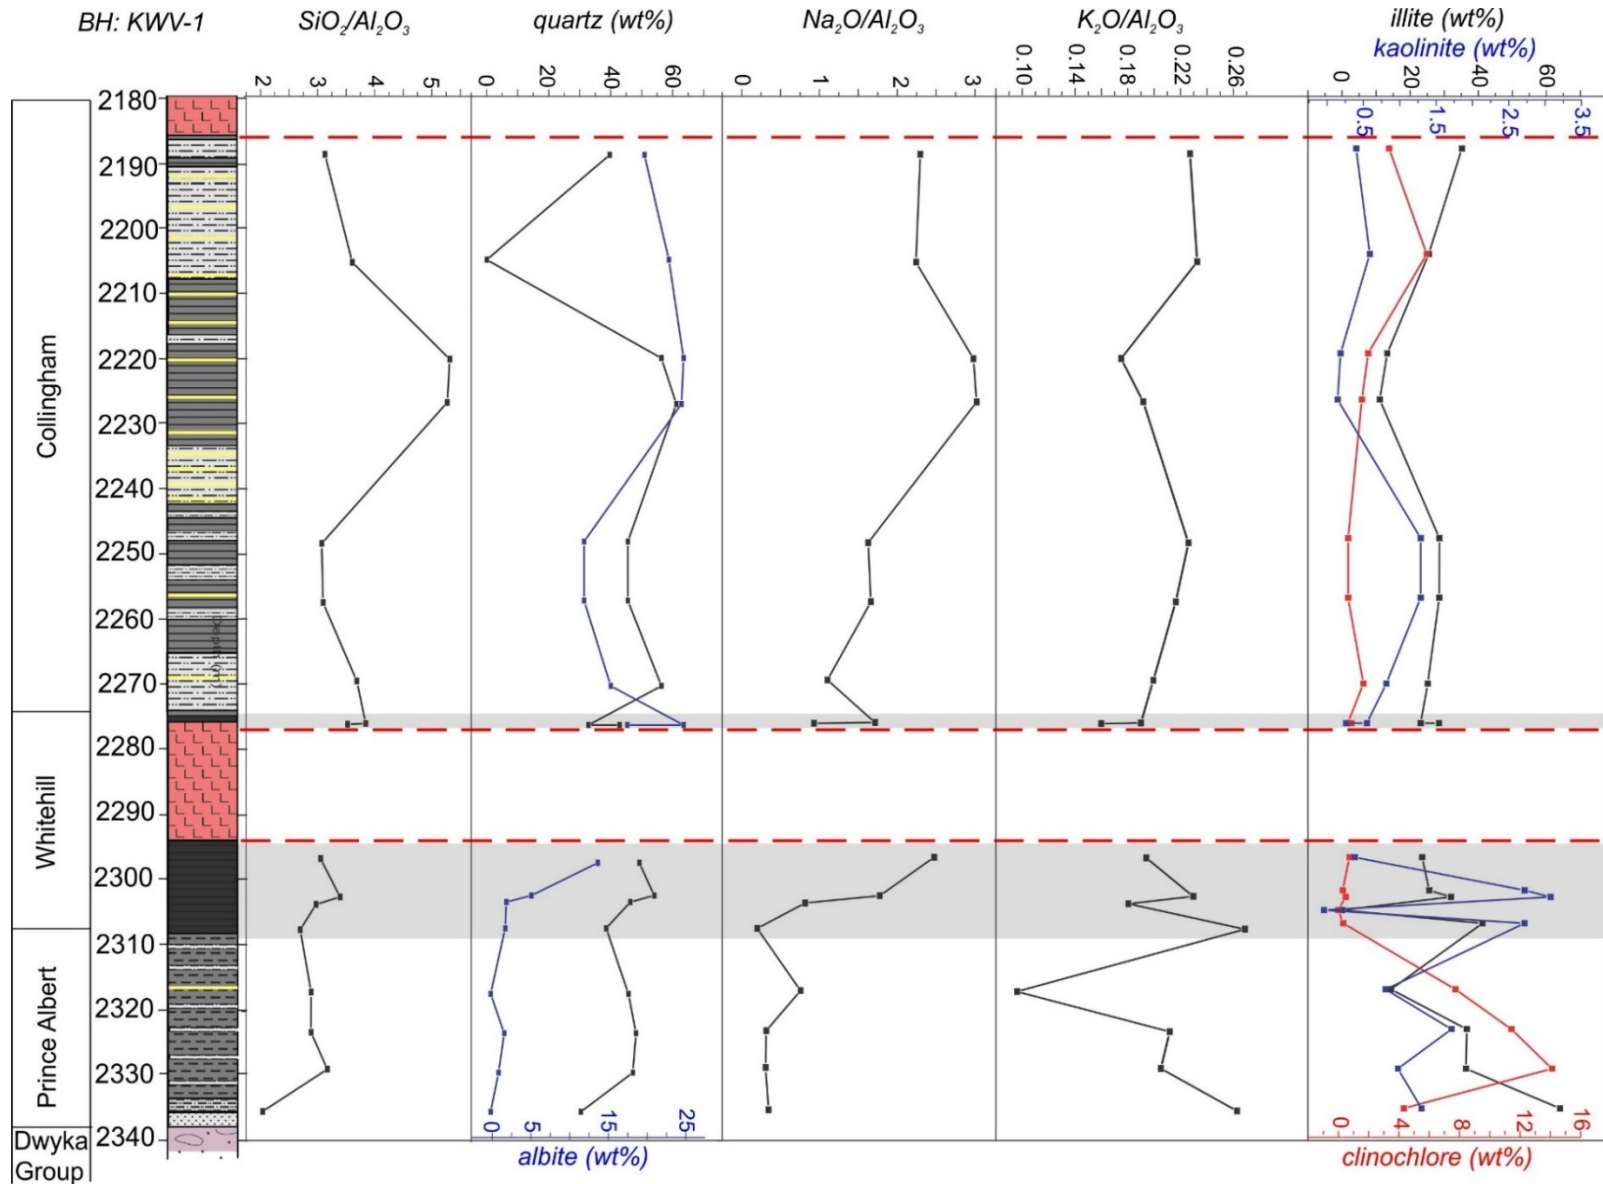 BH: KWV-1
SiO₂/Al₂O₃
quartz (wt%)
Na₂O/Al₂O₃
K₂O/Al₂O₃
illite (wt%)
kaolinite (wt%)
2 3 4 5
0 20 40 60
0 1 2 3
0.10 0.14 0.18 0.22 0.26
0 20 40 60
0.5 1.5 2.5 3.5
2180
2190
2200
2210
2220
2230
2240
2250
2260
2270
2280
2290
2300
2310
2320
2330
2340
Collingham
Whitehill
Prince Albert
Dwyka
Group
Depth (m)
0 5 15 25
albite (wt%)
0 4 8 12 16
clinochlore (wt%)